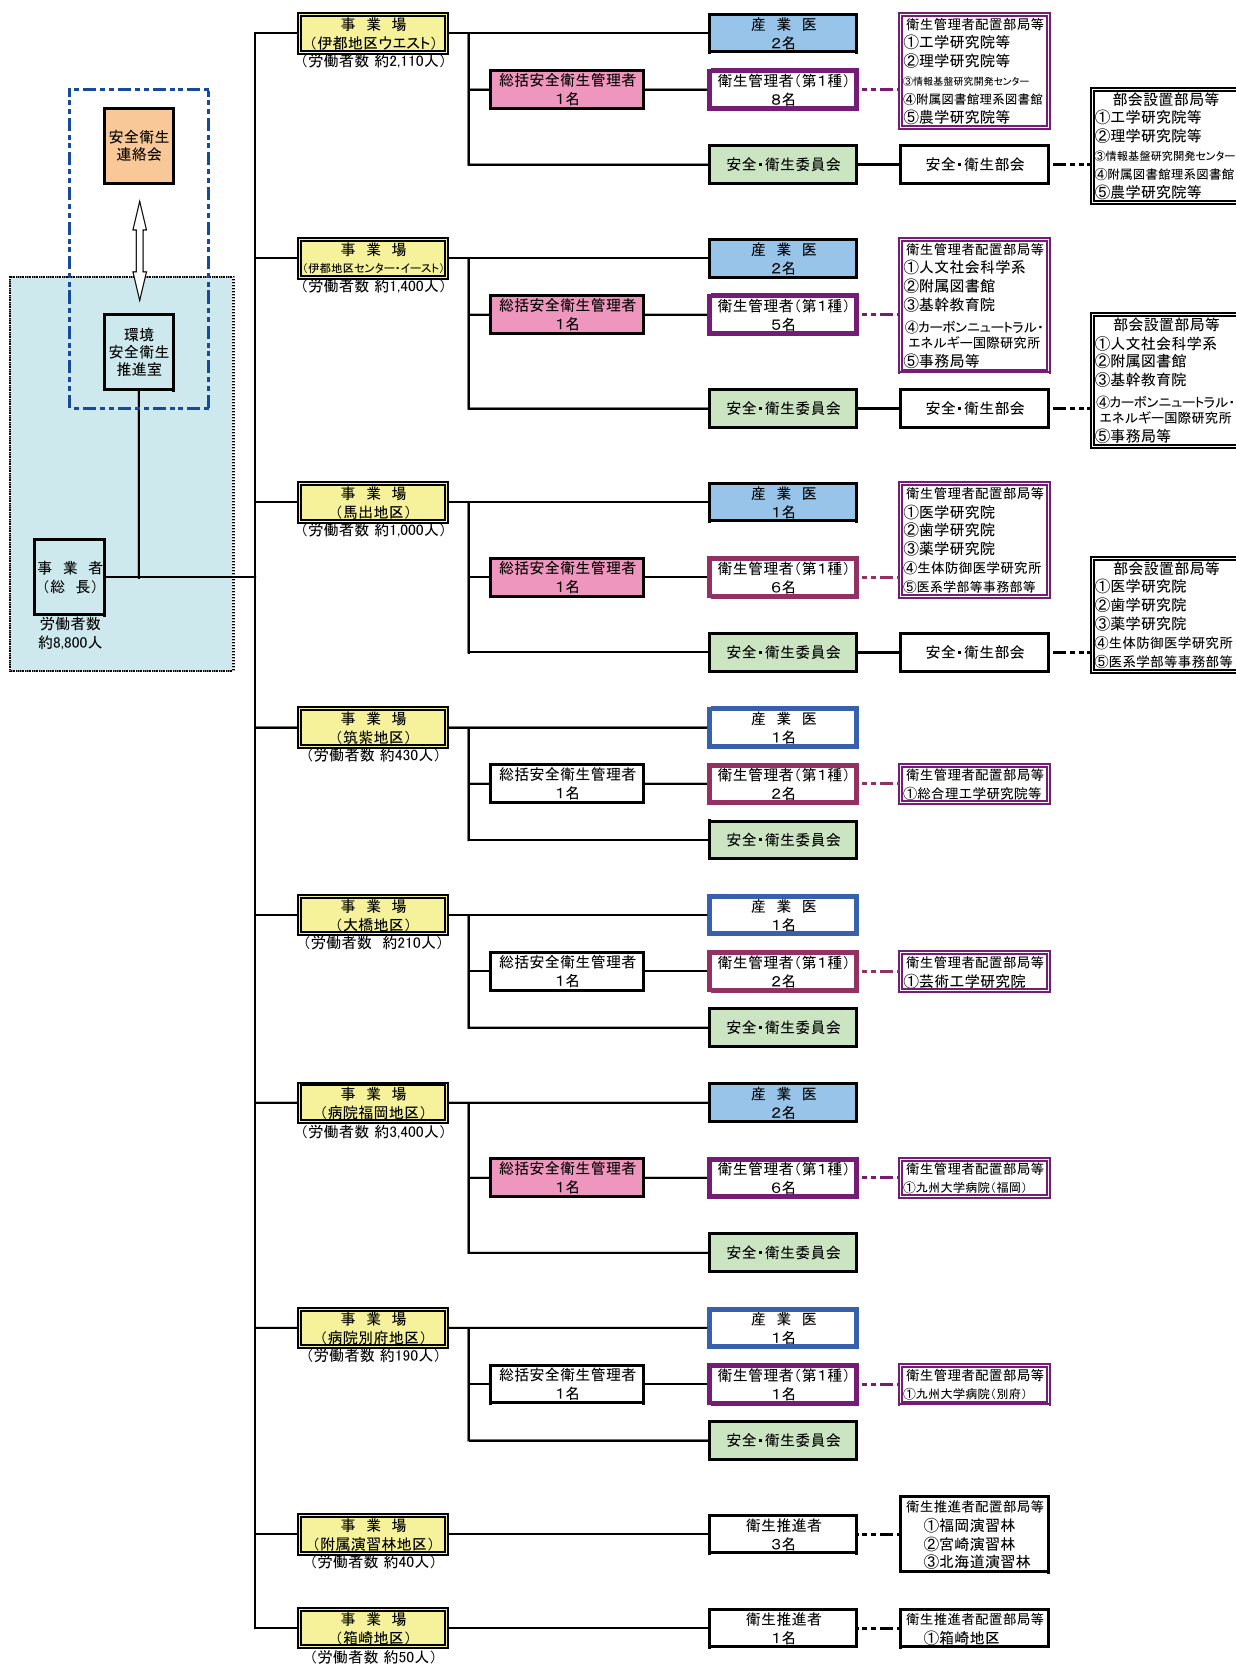 安全衛生
連絡会
環境
安全衛生
推進室
事 業 者
(総 長)
労働者数
約8,800人
事 業 場
(伊都地区ウエスト)
(労働者数 約2,110人)
産 業 医
2名
総括安全衛生管理者
1名
衛生管理者(第1種)
8名
衛生管理者配置部局等
①工学研究院等
②理学研究院等
③情報基盤研究開発センター
④附属図書館理系図書館
⑤農学研究院等
安全・衛生委員会
安全・衛生部会
部会設置部局等
①工学研究院等
②理学研究院等
③情報基盤研究開発センター
④附属図書館理系図書館
⑤農学研究院等
事 業 場
(伊都地区センター・イースト)
(労働者数 約1,400人)
産 業 医
2名
総括安全衛生管理者
1名
衛生管理者(第1種)
5名
衛生管理者配置部局等
①人文社会科学系
②附属図書館
③基幹教育院
④カーボンニュートラル・
エネルギー国際研究所
⑤事務局等
安全・衛生委員会
安全・衛生部会
部会設置部局等
①人文社会科学系
②附属図書館
③基幹教育院
④カーボンニュートラル・
エネルギー国際研究所
⑤事務局等
事 業 場
(馬出地区)
(労働者数 約1,000人)
産 業 医
1名
総括安全衛生管理者
1名
衛生管理者(第1種)
6名
衛生管理者配置部局等
①医学研究院
②歯学研究院
③薬学研究院
④生体防御医学研究所
⑤医系学部等事務部等
安全・衛生委員会
安全・衛生部会
部会設置部局等
①医学研究院
②歯学研究院
③薬学研究院
④生体防御医学研究所
⑤医系学部等事務部等
事 業 場
(筑紫地区)
(労働者数 約430人)
産 業 医
1名
総括安全衛生管理者
1名
衛生管理者(第1種)
2名
衛生管理者配置部局等
①総合理工学研究院等
安全・衛生委員会
事 業 場
(大橋地区)
(労働者数 約210人)
産 業 医
1名
総括安全衛生管理者
1名
衛生管理者(第1種)
2名
衛生管理者配置部局等
①芸術工学研究院
安全・衛生委員会
事 業 場
(病院福岡地区)
(労働者数 約3,400人)
産 業 医
2名
総括安全衛生管理者
1名
衛生管理者(第1種)
6名
衛生管理者配置部局等
①九州大学病院(福岡)
安全・衛生委員会
事 業 場
(病院別府地区)
(労働者数 約190人)
産 業 医
1名
総括安全衛生管理者
1名
衛生管理者(第1種)
1名
衛生管理者配置部局等
①九州大学病院(別府)
安全・衛生委員会
事 業 場
(附属演習林地区)
(労働者数 約40人)
衛生推進者
3名
衛生推進者配置部局等
①福岡演習林
②宮崎演習林
③北海道演習林
事 業 場
(箱崎地区)
(労働者数 約50人)
衛生推進者
1名
衛生推進者配置部局等
①箱崎地区